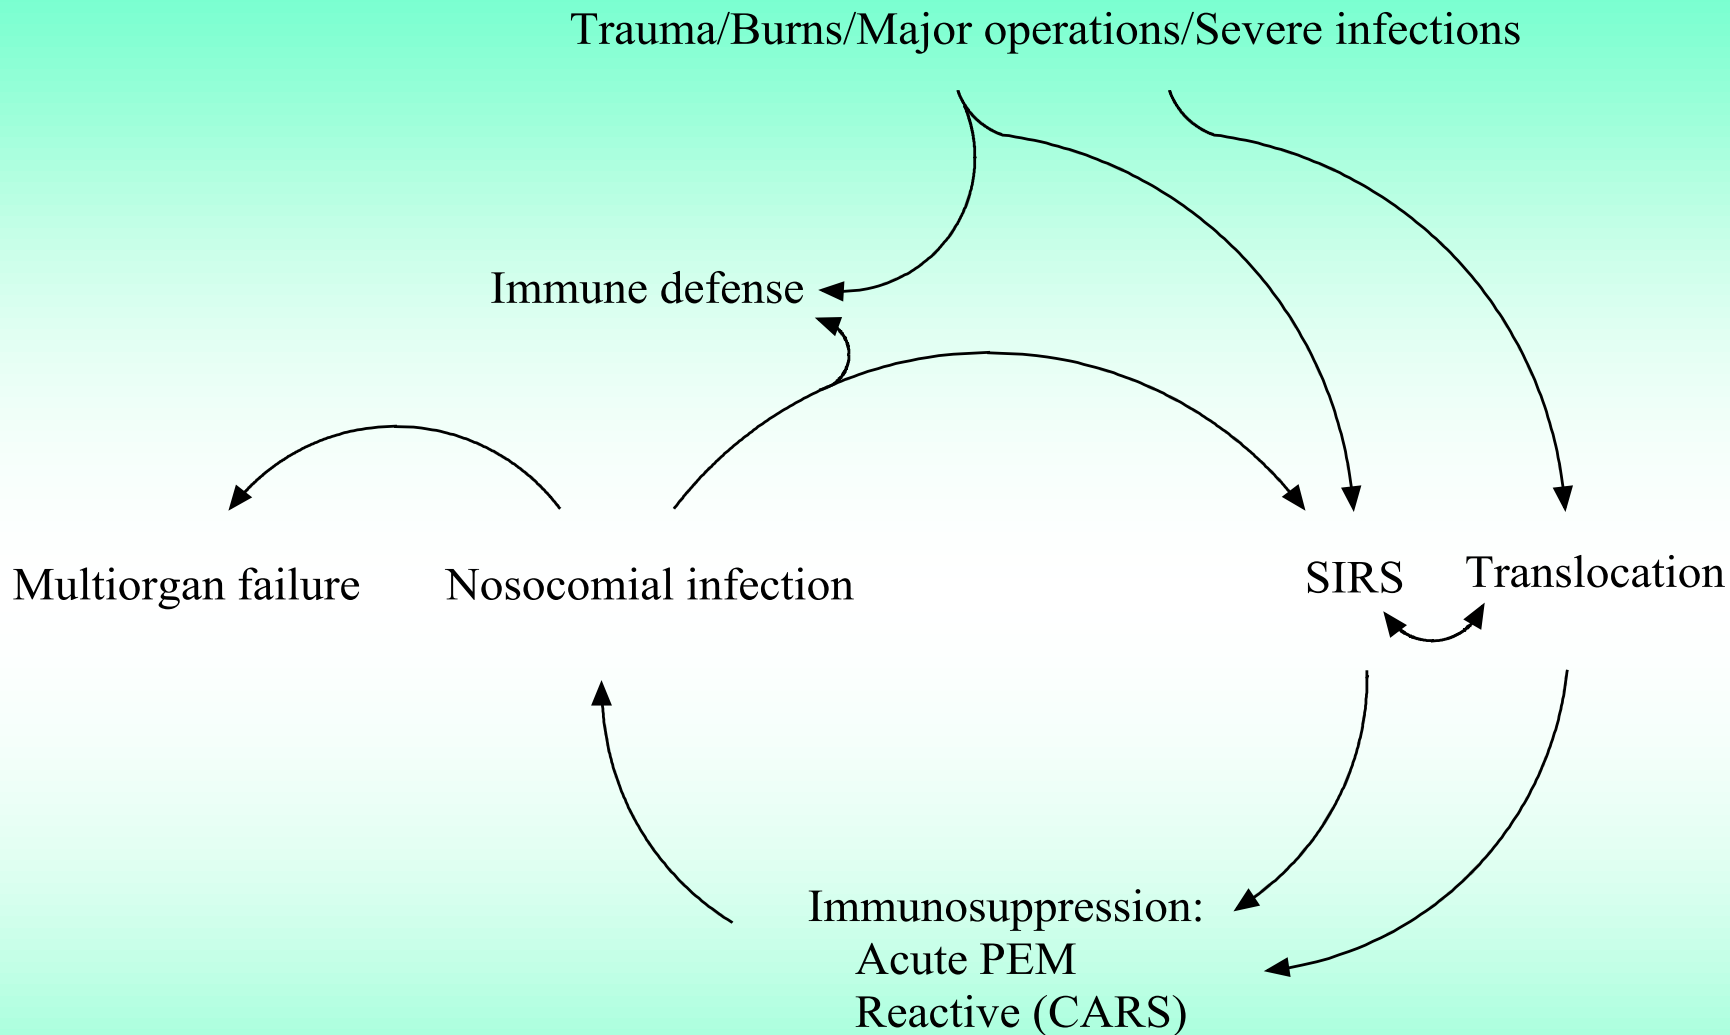 Trauma/Burns/Major operations/Severe infections
Immune defense
Multiorgan failure
Nosocomial infection
SIRS
Translocation
Immunosuppression:
Acute PEM
Reactive (CARS)